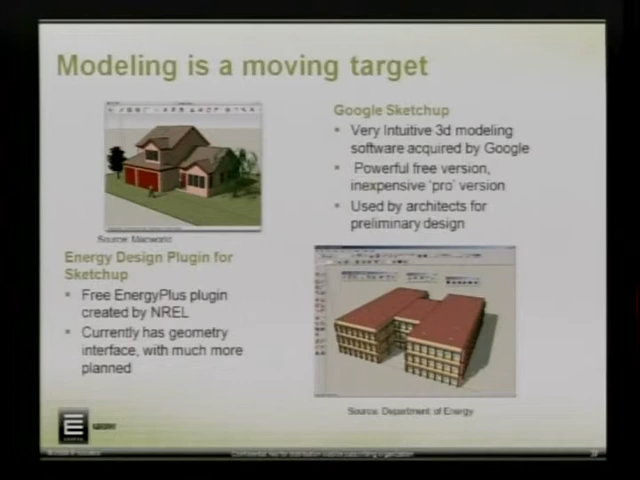 Modeling is a moving target
Google Sketchup
Very Intuitive 3d modeling
software acquired by Google
Powerful free version,
inexpensive 'pro' version
Used by architects for
preliminary design
Source: Macworld
Energy Design Plugin for
Sketchup
Free EnergyPlus plugin
created by NREL
Currently has geometry
interface, with much more
planned
Source: Department of Energy